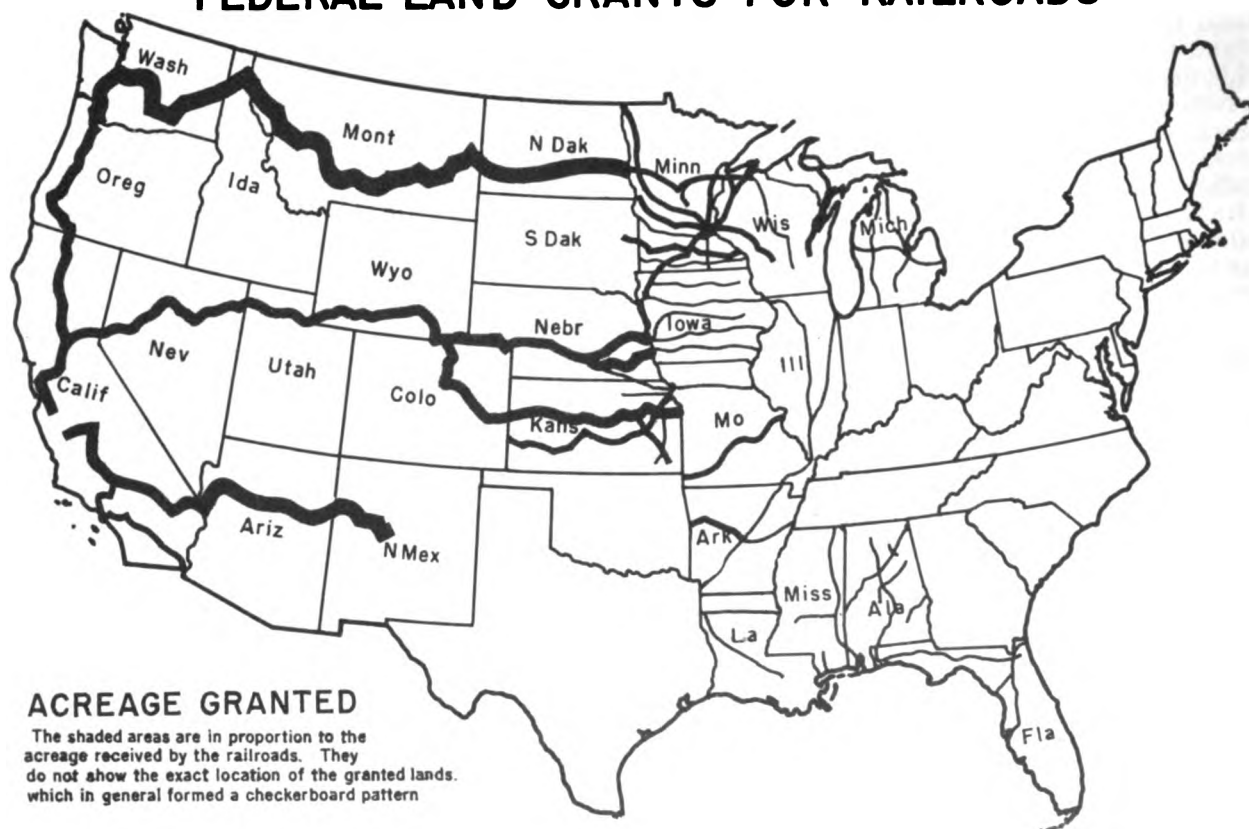 FEDERAL LAND GRANTS FOR RAILROADS
Wash
Mont
N Dak
Minn
Oreg
Ida
Wis
Mich
S Dak
Wyo
Nebr
Iowa
Nev
Utah
Ill
Calif
Colo
Kans
Mo
Ariz
N Mex
Ark
Miss
Ala
La
Fla
ACREAGE GRANTED
The shaded areas are in proportion to the
acreage received by the railroads. They
do not show the exact location of the granted lands.
which in general formed a checkerboard pattern